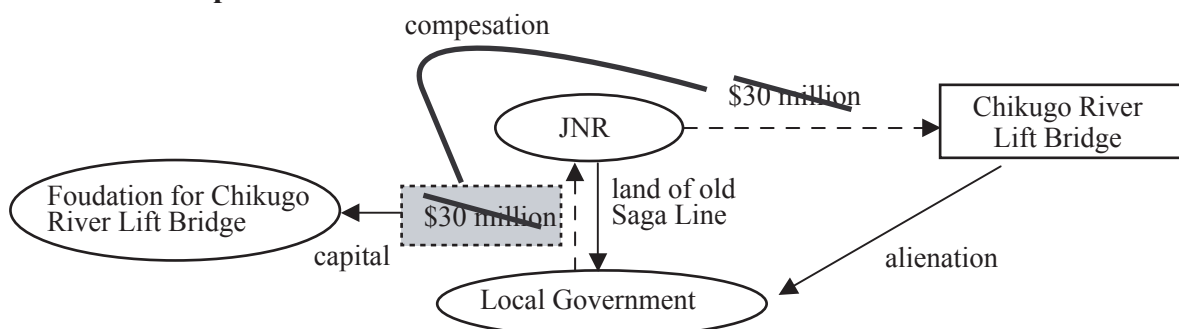 compesation
$30 million
JNR
Chikugo River
Lift Bridge
Foudation for Chikugo
River Lift Bridge
$30 million
land of old
Saga Line
capital
alienation
Local Government